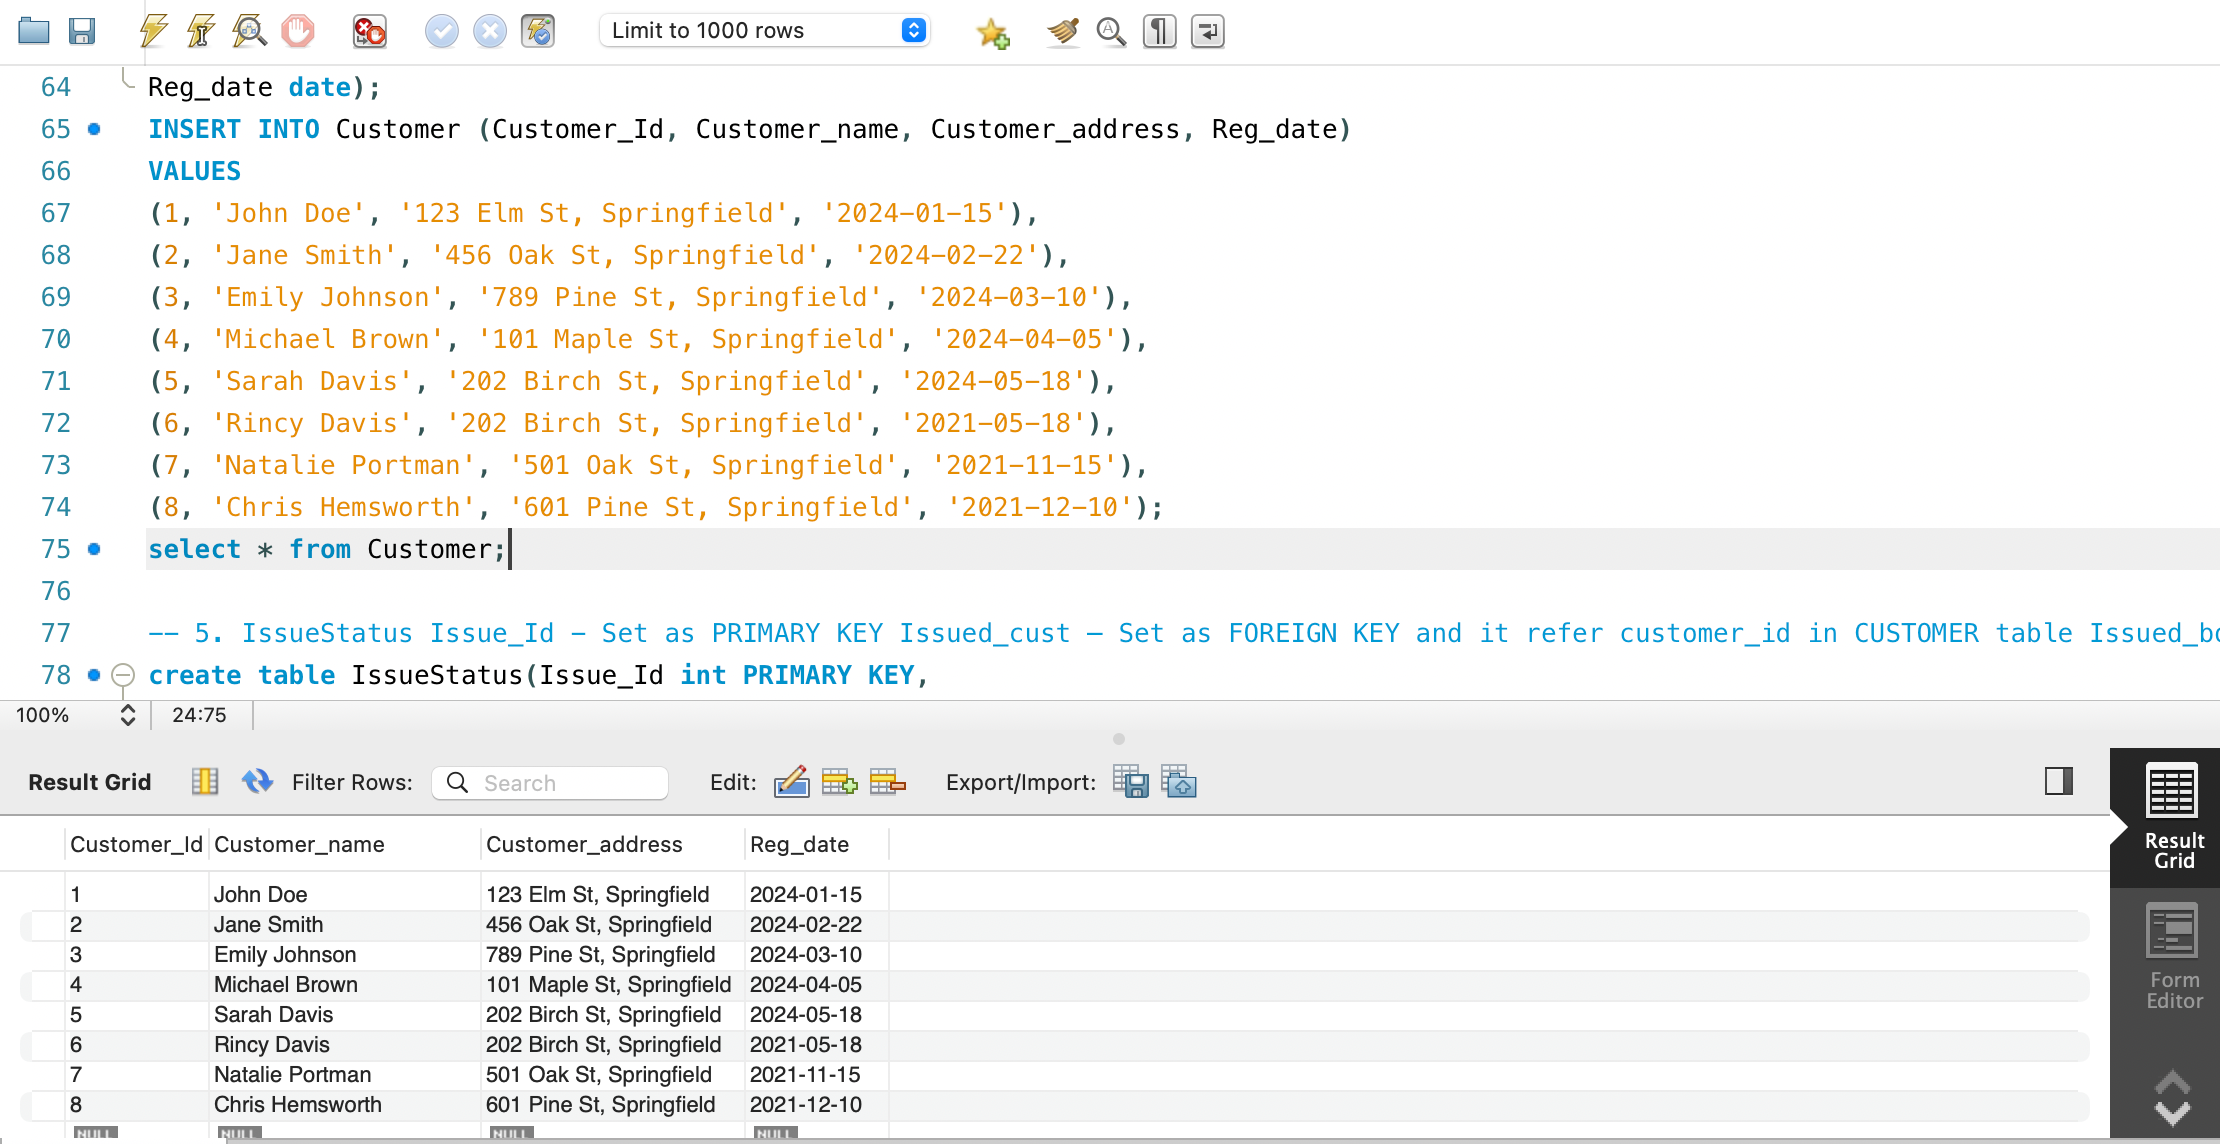 Limit to 1000 rows
64 Reg_date date);
65 INSERT INTO Customer (Customer_Id, Customer_name, Customer_address, Reg_date)
66 VALUES
67 (1, 'John Doe', '123 Elm St, Springfield', '2024-01-15'),
68 (2, 'Jane Smith', '456 Oak St, Springfield', '2024-02-22'),
69 (3, 'Emily Johnson', '789 Pine St, Springfield', '2024-03-10'),
70 (4, 'Michael Brown', '101 Maple St, Springfield', '2024-04-05'),
71 (5, 'Sarah Davis', '202 Birch St, Springfield', '2024-05-18'),
72 (6, 'Rincy Davis', '202 Birch St, Springfield', '2021-05-18'),
73 (7, 'Natalie Portman', '501 Oak St, Springfield', '2021-11-15'),
74 (8, 'Chris Hemsworth', '601 Pine St, Springfield', '2021-12-10');
75 select * from Customer;
76
77 -- 5. IssueStatus Issue_Id – Set as PRIMARY KEY Issued_cust – Set as FOREIGN KEY and it refer customer_id in CUSTOMER table
78 create table IssueStatus(Issue_Id int PRIMARY KEY,
100% 24:75
Result Grid Filter Rows: Search Edit: Export/Import:
Customer_Id Customer_name Customer_address Reg_date
1 John Doe 123 Elm St, Springfield 2024-01-15
2 Jane Smith 456 Oak St, Springfield 2024-02-22
3 Emily Johnson 789 Pine St, Springfield 2024-03-10
4 Michael Brown 101 Maple St, Springfield 2024-04-05
5 Sarah Davis 202 Birch St, Springfield 2024-05-18
6 Rincy Davis 202 Birch St, Springfield 2021-05-18
7 Natalie Portman 501 Oak St, Springfield 2021-11-15
8 Chris Hemsworth 601 Pine St, Springfield 2021-12-10
NULL NULL NULL NULL
Result
Grid
Form
Editor